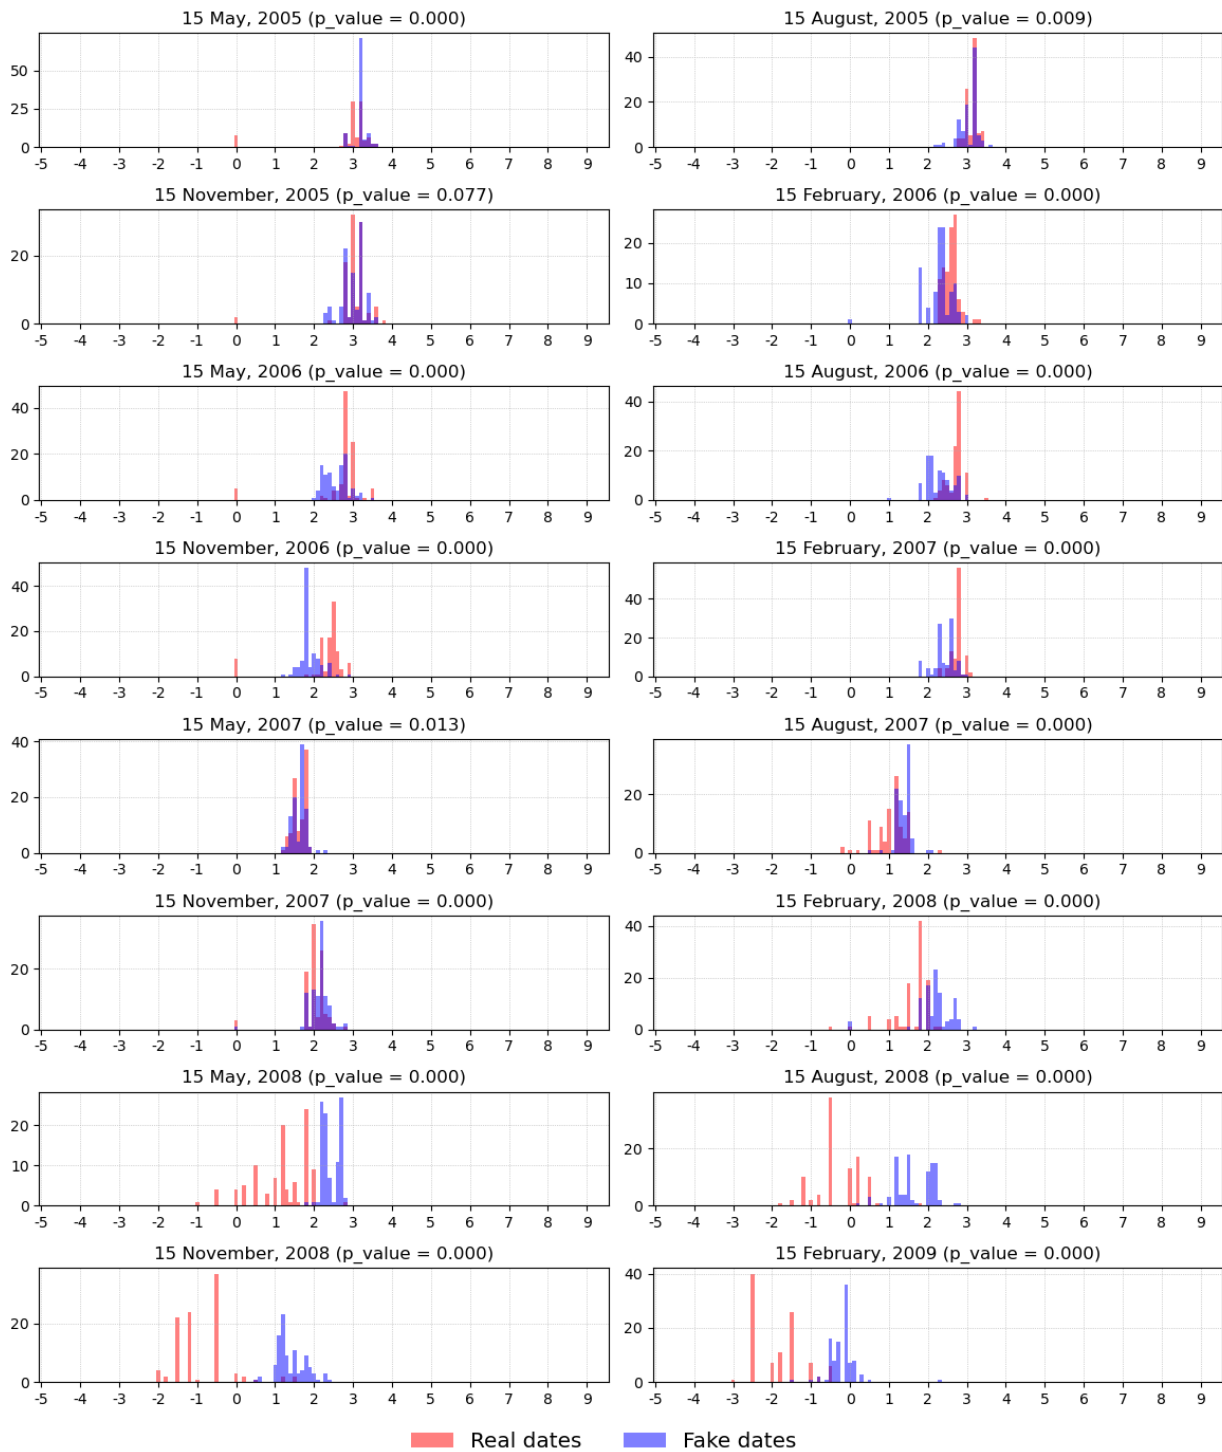 15 May, 2005 (p_value = 0.000)
50
25
0
-5 -4 -3 -2 -1 0 1 2 3 4 5 6 7 8 9
15 August, 2005 (p_value = 0.009)
40
20
0
-5 -4 -3 -2 -1 0 1 2 3 4 5 6 7 8 9
15 November, 2005 (p_value = 0.077)
20
0
-5 -4 -3 -2 -1 0 1 2 3 4 5 6 7 8 9
15 February, 2006 (p_value = 0.000)
20
10
0
-5 -4 -3 -2 -1 0 1 2 3 4 5 6 7 8 9
15 May, 2006 (p_value = 0.000)
40
20
0
-5 -4 -3 -2 -1 0 1 2 3 4 5 6 7 8 9
15 August, 2006 (p_value = 0.000)
40
20
0
-5 -4 -3 -2 -1 0 1 2 3 4 5 6 7 8 9
15 November, 2006 (p_value = 0.000)
40
20
0
-5 -4 -3 -2 -1 0 1 2 3 4 5 6 7 8 9
15 February, 2007 (p_value = 0.000)
40
20
0
-5 -4 -3 -2 -1 0 1 2 3 4 5 6 7 8 9
15 May, 2007 (p_value = 0.013)
40
20
0
-5 -4 -3 -2 -1 0 1 2 3 4 5 6 7 8 9
15 August, 2007 (p_value = 0.000)
20
0
-5 -4 -3 -2 -1 0 1 2 3 4 5 6 7 8 9
15 November, 2007 (p_value = 0.000)
20
0
-5 -4 -3 -2 -1 0 1 2 3 4 5 6 7 8 9
15 February, 2008 (p_value = 0.000)
40
20
0
-5 -4 -3 -2 -1 0 1 2 3 4 5 6 7 8 9
15 May, 2008 (p_value = 0.000)
20
10
0
-5 -4 -3 -2 -1 0 1 2 3 4 5 6 7 8 9
15 August, 2008 (p_value = 0.000)
20
0
-5 -4 -3 -2 -1 0 1 2 3 4 5 6 7 8 9
15 November, 2008 (p_value = 0.000)
20
0
-5 -4 -3 -2 -1 0 1 2 3 4 5 6 7 8 9
15 February, 2009 (p_value = 0.000)
40
20
0
-5 -4 -3 -2 -1 0 1 2 3 4 5 6 7 8 9
Real dates Fake dates